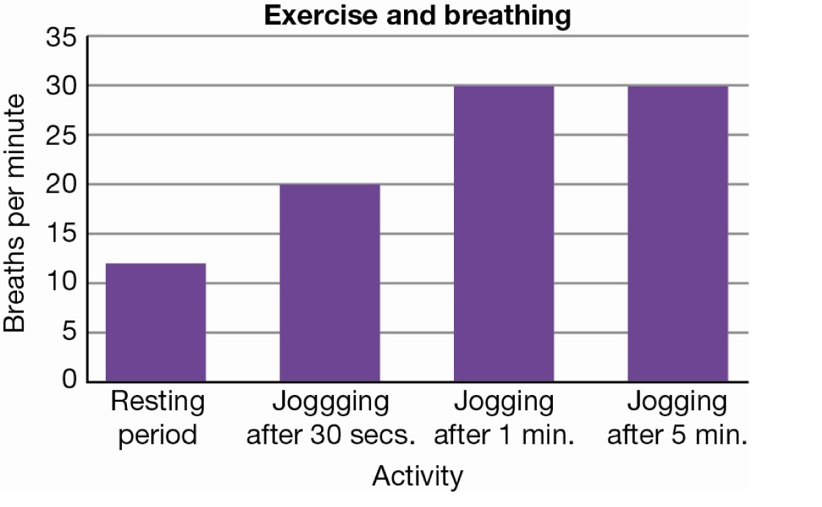 Exercise and breathing
Breaths per minute
35
30
25
20
15
10
5
0
Resting period
Joggging after 30 secs.
Jogging after 1 min.
Jogging after 5 min.
Activity